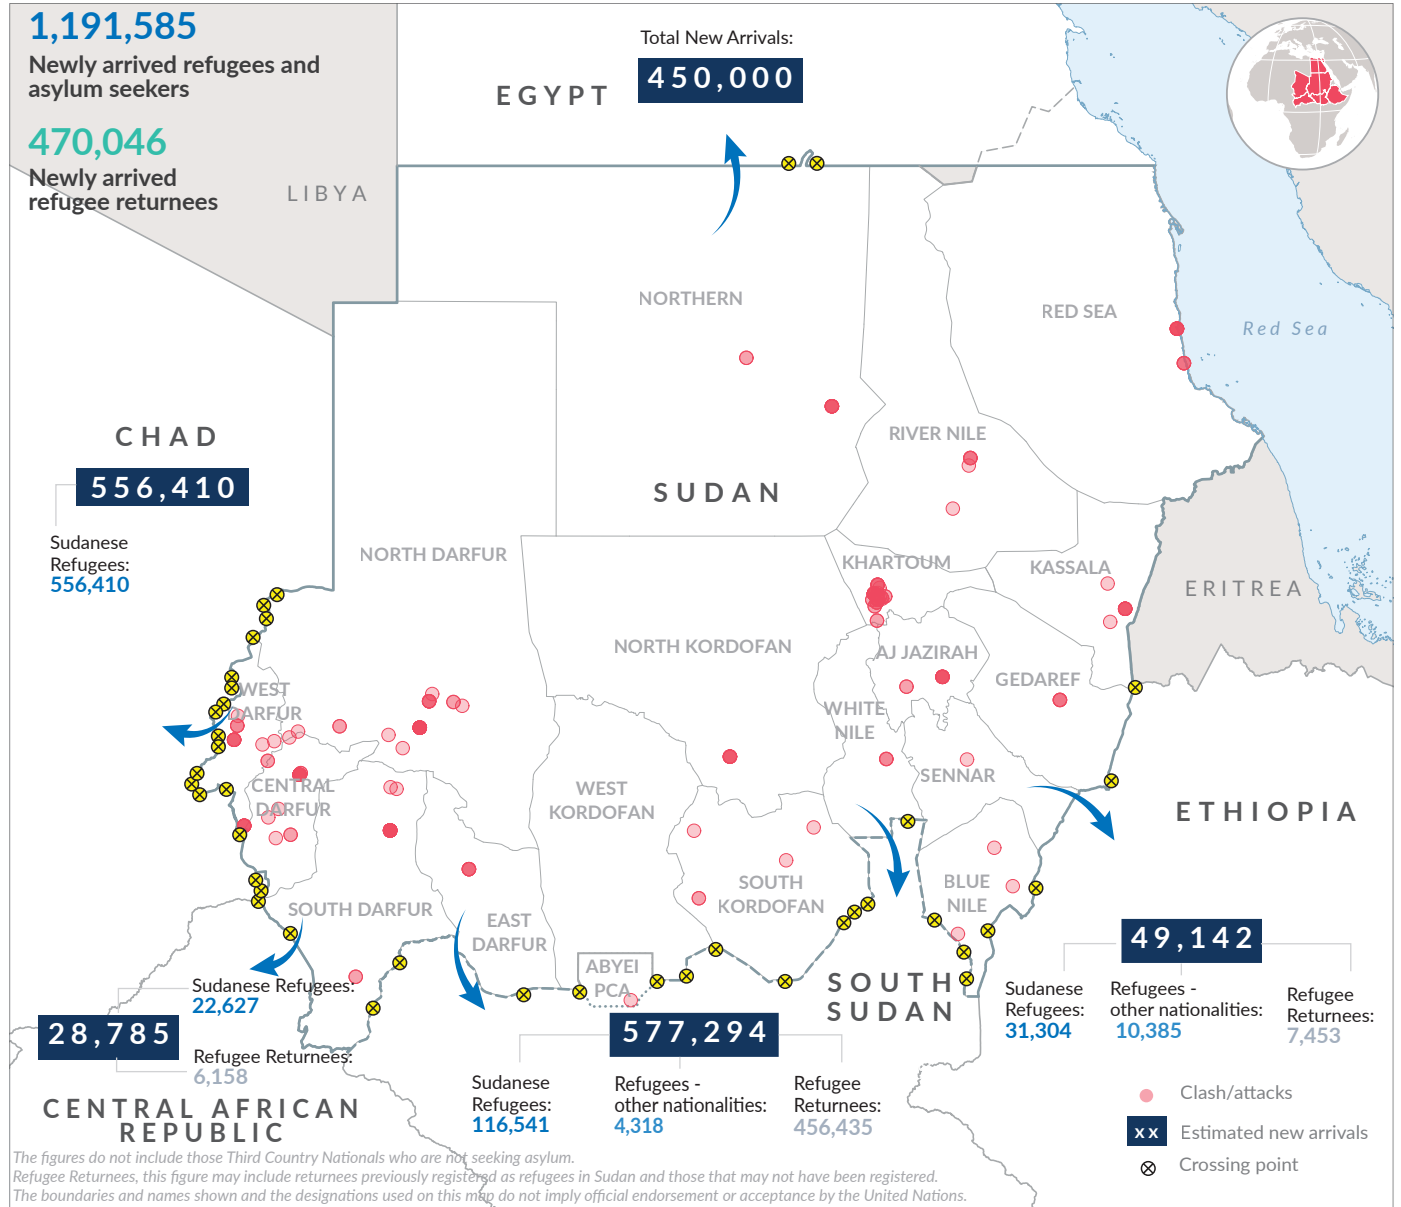 1,191,585
Newly arrived refugees and
asylum seekers
470,046
Newly arrived
refugee returnees
LIBYA
EGYPT
Total New Arrivals:
450,000
NORTHERN
RED SEA
Red Sea
CHAD
556,410
Sudanese
Refugees:
556,410
RIVER NILE
SUDAN
NORTH DARFUR
KHARTOUM
KASSALA
ERITREA
NORTH KORDOFAN
AJ JAZIRAH
GEDAREF
WEST
DARFUR
WHITE
NILE
SENNAR
CENTRAL
DARFUR
WEST
KORDOFAN
ETHIOPIA
SOUTH
KORDOFAN
BLUE
NILE
SOUTH DARFUR
EAST
DARFUR
ABYEI
PCA
SOUTH
SUDAN
49,142
Sudanese
Refugees:
31,304
Refugees -
other nationalities:
10,385
Refugee
Returnees:
7,453
Sudanese Refugees:
22,627
28,785
Refugee Returnees:
6,158
CENTRAL AFRICAN
REPUBLIC
577,294
Sudanese
Refugees:
116,541
Refugees -
other nationalities:
4,318
Refugee
Returnees:
456,435
Clash/attacks
xx Estimated new arrivals
Crossing point
The figures do not include those Third Country Nationals who are not seeking asylum.
Refugee Returnees, this figure may include returnees previously registered as refugees in Sudan and those that may not have been registered.
The boundaries and names shown and the designations used on this map do not imply official endorsement or acceptance by the United Nations.